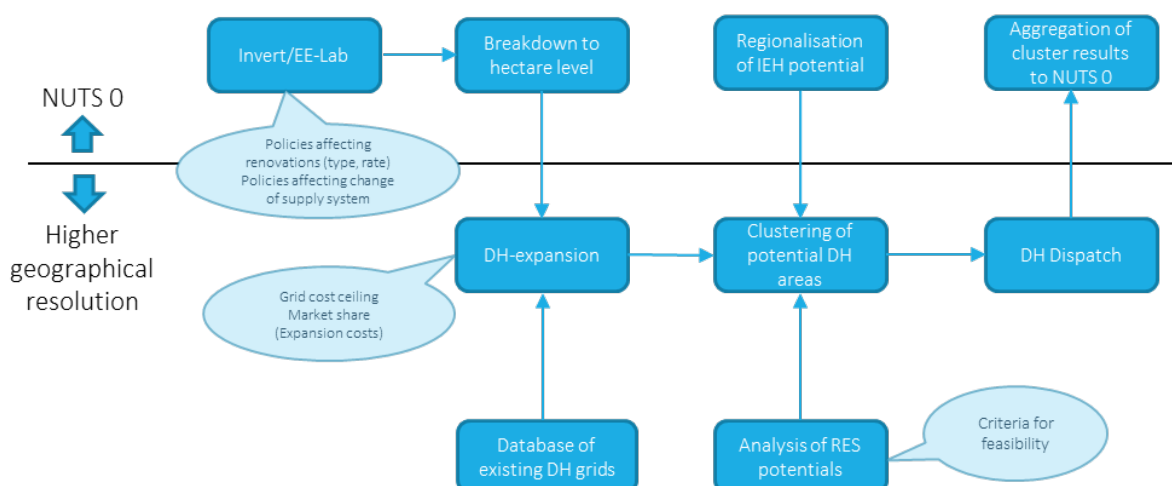 Invert/EE-Lab
Breakdown to
hectare level
Regionalisation
of IEH potential
Aggregation of
cluster results
to NUTS 0
NUTS 0
Policies affecting
renovations (type, rate)
Policies affecting change
of supply system
Higher
geographical
resolution
DH-expansion
Clustering of
potential DH
areas
DH Dispatch
Grid cost ceiling
Market share
(Expansion costs)
Database of
existing DH grids
Analysis of RES
potentials
Criteria for
feasibility